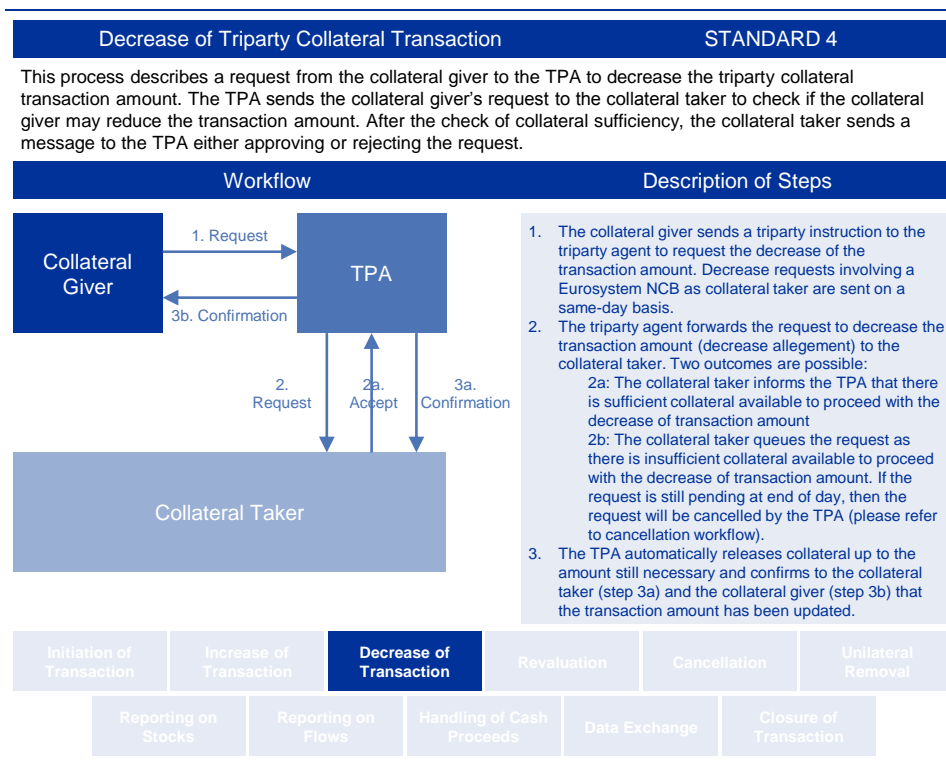 Decrease of Triparty Collateral Transaction
STANDARD 4
This process describes a request from the collateral giver to the TPA to decrease the triparty collateral
transaction amount. The TPA sends the collateral giver's request to the collateral taker to check if the collateral
giver may reduce the transaction amount. After the check of collateral sufficiency, the collateral taker sends a
message to the TPA either approving or rejecting the request.
Workflow
Description of Steps
Collateral
Giver
1. Request
TPA
3b. Confirmation
2.
Request
2a.
Accept
3a.
Confirmation
Collateral Taker
1. The collateral giver sends a triparty instruction to the
triparty agent to request the decrease of the
transaction amount. Decrease requests involving a
Eurosystem NCB as collateral taker are sent on a
same-day basis.
2. The triparty agent forwards the request to decrease the
transaction amount (decrease allegement) to the
collateral taker. Two outcomes are possible:
2a: The collateral taker informs the TPA that there
is sufficient collateral available to proceed with the
decrease of transaction amount
2b: The collateral taker queues the request as
there is insufficient collateral available to proceed
with the decrease of transaction amount. If the
request is still pending at end of day, then the
request will be cancelled by the TPA (please refer
to cancellation workflow).
3. The TPA automatically releases collateral up to the
amount still necessary and confirms to the collateral
taker (step 3a) and the collateral giver (step 3b) that
the transaction amount has been updated.
Initiation of
Transaction
Increase of
Transaction
Decrease of
Transaction
Revaluation
Cancellation
Unilateral
Removal
Reporting on
Stocks
Reporting on
Flows
Handling of Cash
Proceeds
Data Exchange
Closure of
Transaction